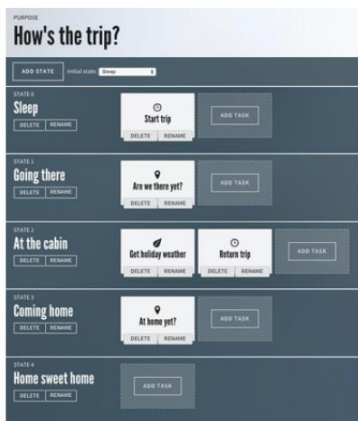 PURPOSE
How's the trip?
ADD STATE Initial state: Sleep
STATE 0
Sleep
DELETE RENAME
Start trip
DELETE RENAME
ADD TASK
STATE 1
Going there
DELETE RENAME
Are we there yet?
DELETE RENAME
ADD TASK
STATE 2
At the cabin
DELETE RENAME
Get holiday weather
DELETE RENAME
Return trip
DELETE RENAME
ADD TASK
STATE 3
Coming home
DELETE RENAME
At home yet?
DELETE RENAME
ADD TASK
STATE 4
Home sweet home
DELETE RENAME
ADD TASK